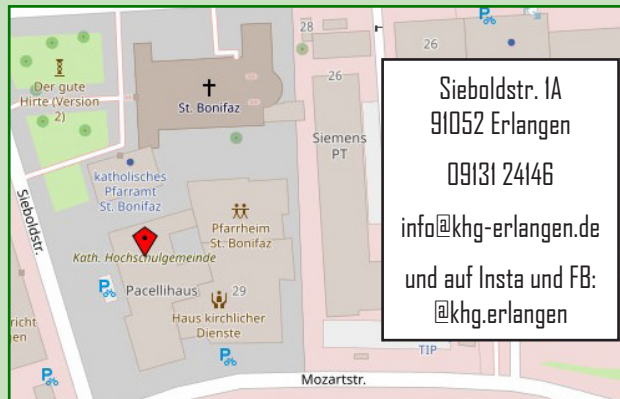 28
26
26
Der gute
Hirte (Version
2)
St. Bonifaz
Siemens
PT
katholisches
Pfarramt
St. Bonifaz
Sieboldstr.
Pfarrheim
St. Bonifaz
Kath. Hochschulgemeinde
Pacellihaus
29
Haus kirchlicher
Dienste
richt
en
TIP
Mozartstr.
Sieboldstr. 1A
91052 Erlangen
09131 24146
info@khg-erlangen.de
und auf Insta und FB:
@khg.erlangen